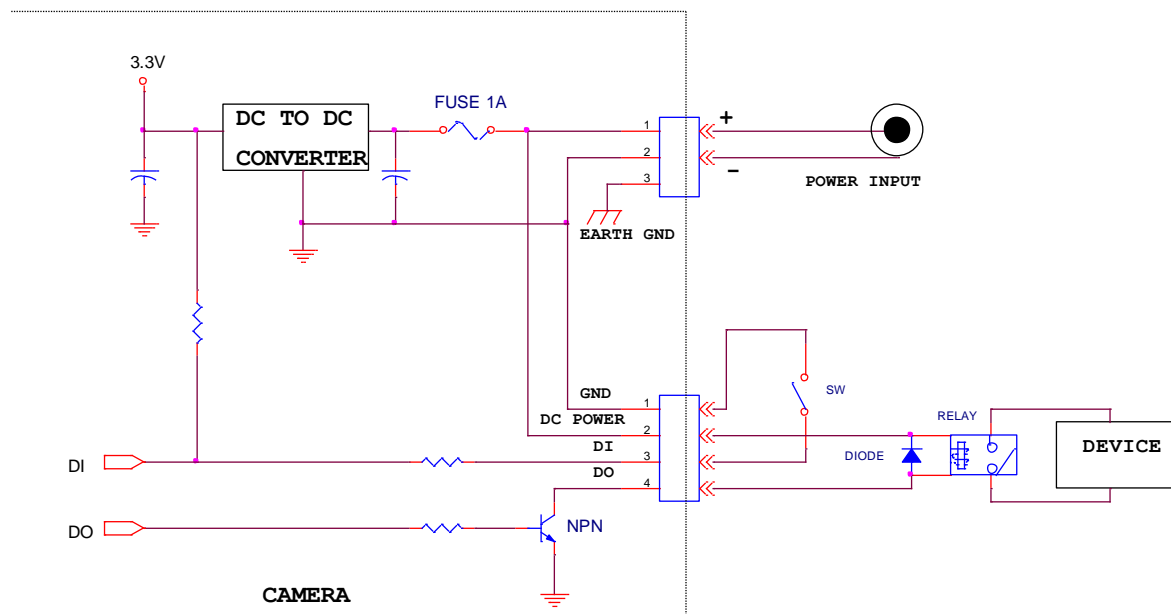 3.3V
FUSE 1A
DC TO DC
CONVERTER
1
2
3
+
-
POWER INPUT
EARTH GND
GND
DC POWER
DI
DO
1
2
3
4
SW
RELAY
DIODE
DEVICE
DI
DO
NPN
CAMERA